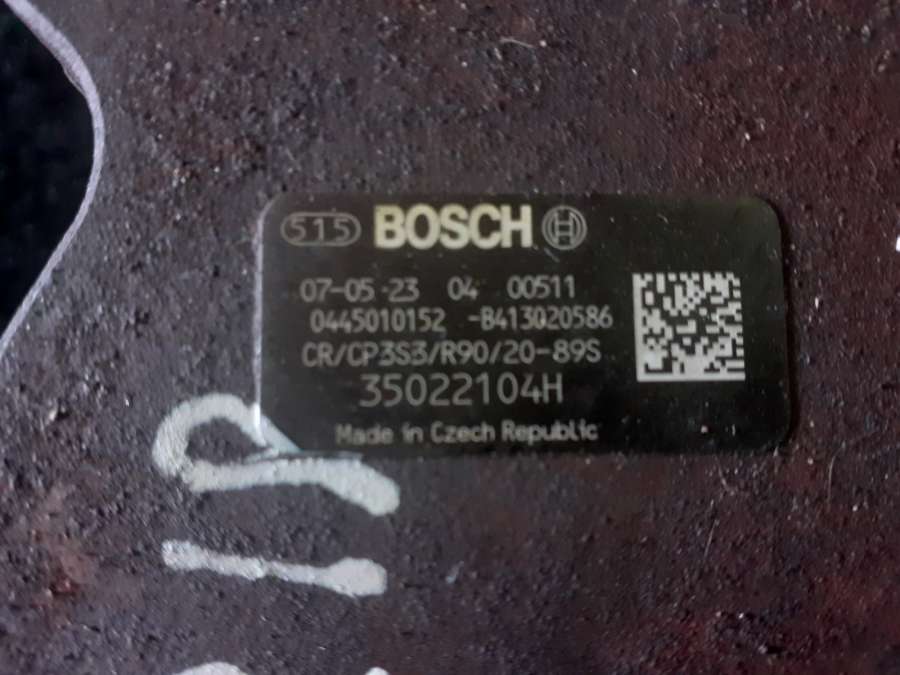 515 BOSCH
07-05-23 04 00511
0445010152 -B413020586
CR/CP3S3/R90/20-89S
35022104H
Made in Czech Republic